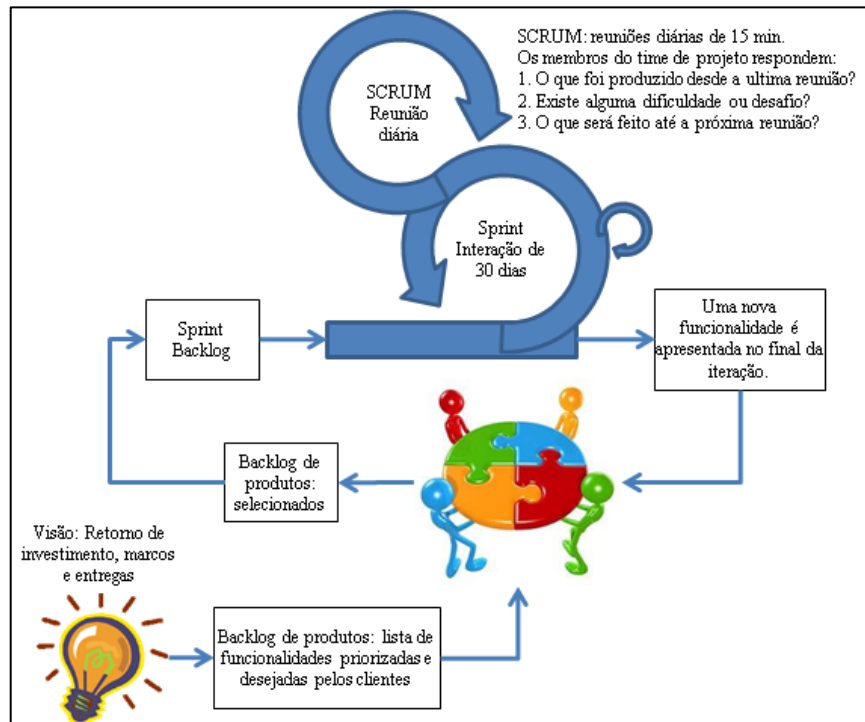 SCRUM: reuniões diárias de 15 min.
Os membros do time de projeto respondem:
1. O que foi produzido desde a ultima reunião?
2. Existe alguma dificuldade ou desafio?
3. O que será feito até a próxima reunião?
SCRUM
Reunião
diária
Sprint
Interação de
30 dias
Sprint
Backlog
Uma nova
funcionalidade é
apresentada no final da
iteração.
Backlog de
produtos:
selecionados
Visão: Retorno de
investimento, marcos
e entregas
Backlog de produtos: lista de
funcionalidades priorizadas e
desejadas pelos clientes